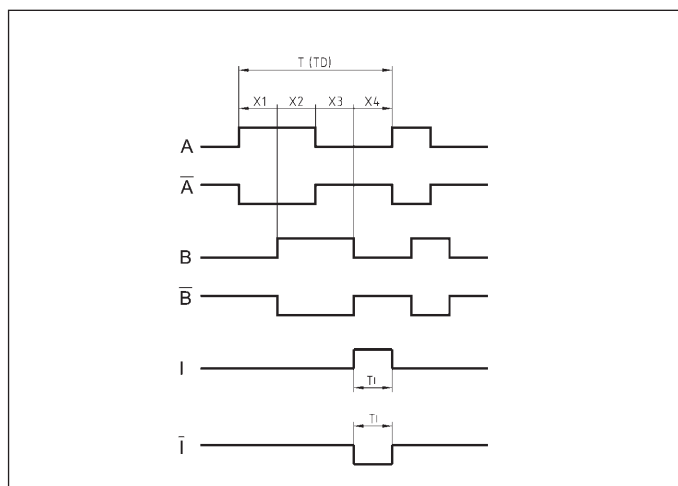 T (TD)
X1 X2 X3 X4
A
A̅
B
B̅
I
TI
TI
I̅